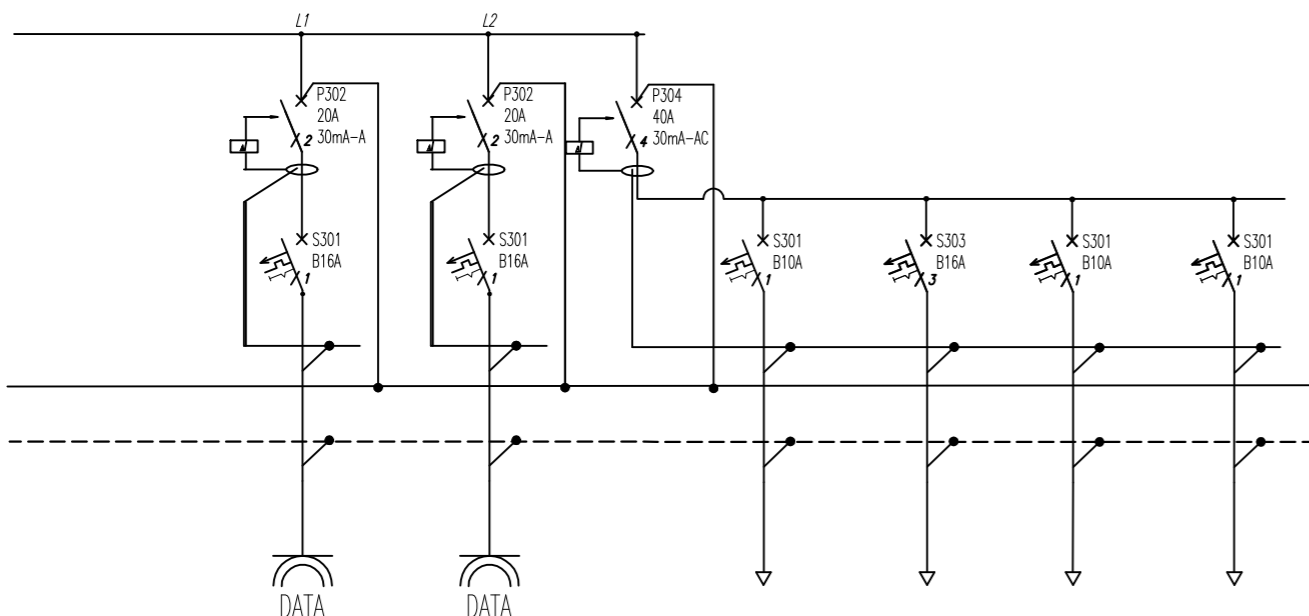 L1
L2
P302
20A
30mA-A
2
P302
20A
30mA-A
2
P304
40A
30mA-AC
4
S301
B16A
1
S301
B16A
1
S301
B10A
1
S303
B16A
3
S301
B10A
1
S301
B10A
1
DATA
DATA